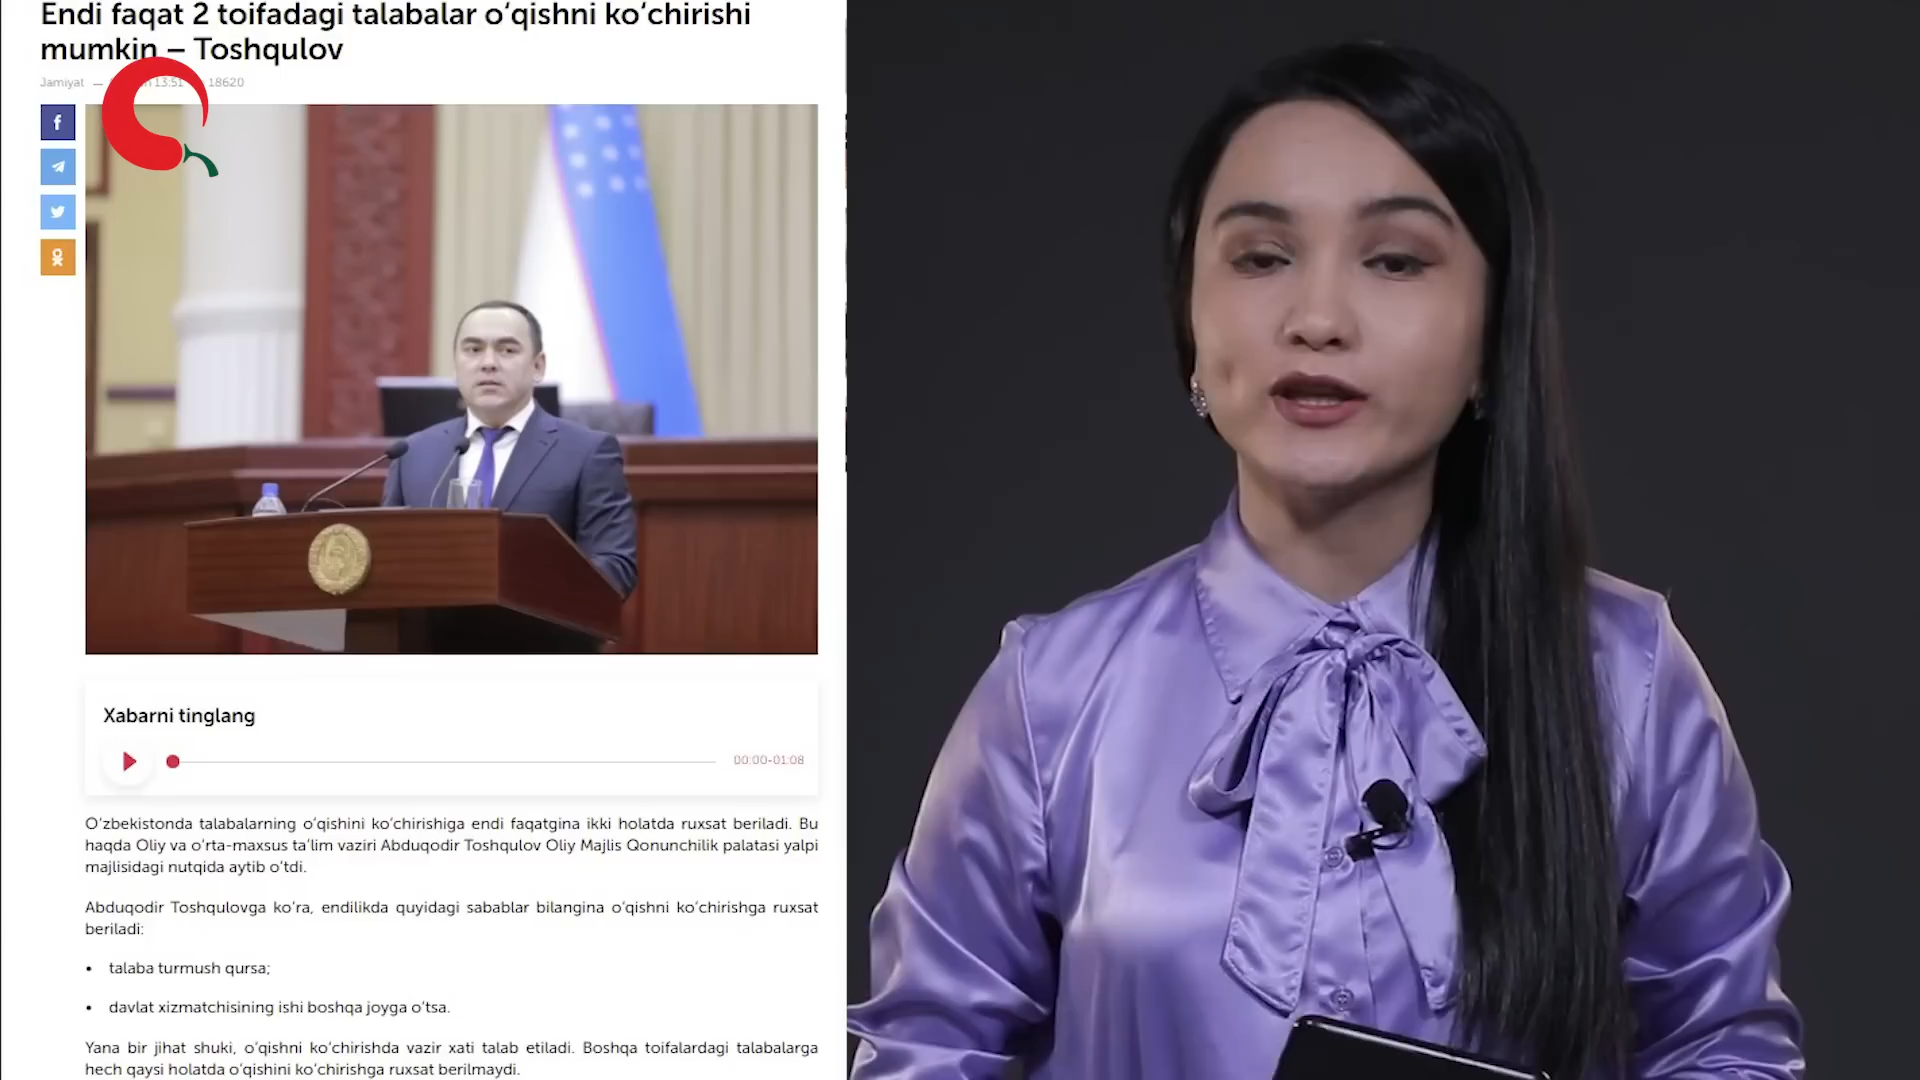 Endi faqat 2 toifadagi talabalar o‘qishni ko‘chirishi
mumkin – Toshqulov
Jamiyat — 13:51 18620
Xabarni tinglang
00:00-01:08
O‘zbekistonda talabalarning o‘qishini ko‘chirishiga endi faqatgina ikki holatda ruxsat beriladi. Bu
haqda Oliy va o‘rta-maxsus ta’lim vaziri Abduqodir Toshqulov Oliy Majlis Qonunchilik palatasi yalpi
majlisidagi nutqida aytib o‘tdi.
Abduqodir Toshqulovga ko‘ra, endilikda quyidagi sabablar bilangina o‘qishni ko‘chirishga ruxsat
beriladi:
• talaba turmush qursa;
• davlat xizmatchisining ishi boshqa joyga o‘tsa.
Yana bir jihat shuki, o‘qishni ko‘chirishda vazir xati talab etiladi. Boshqa toifalardagi talabalarga
hech qaysi holatda o‘qishini ko‘chirishga ruxsat berilmaydi.